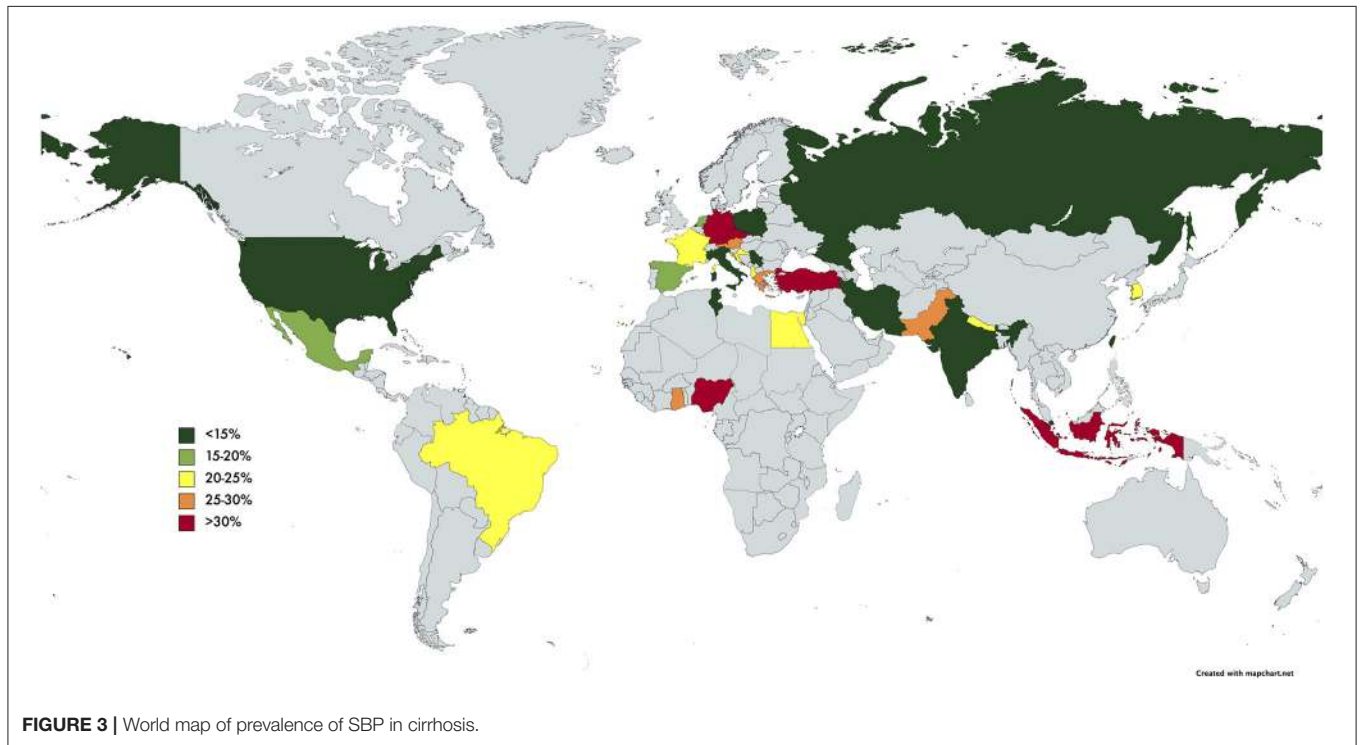 <15%
15-20%
20-25%
25-30%
>30%
Created with mapchart.net
FIGURE 3 | World map of prevalence of SBP in cirrhosis.